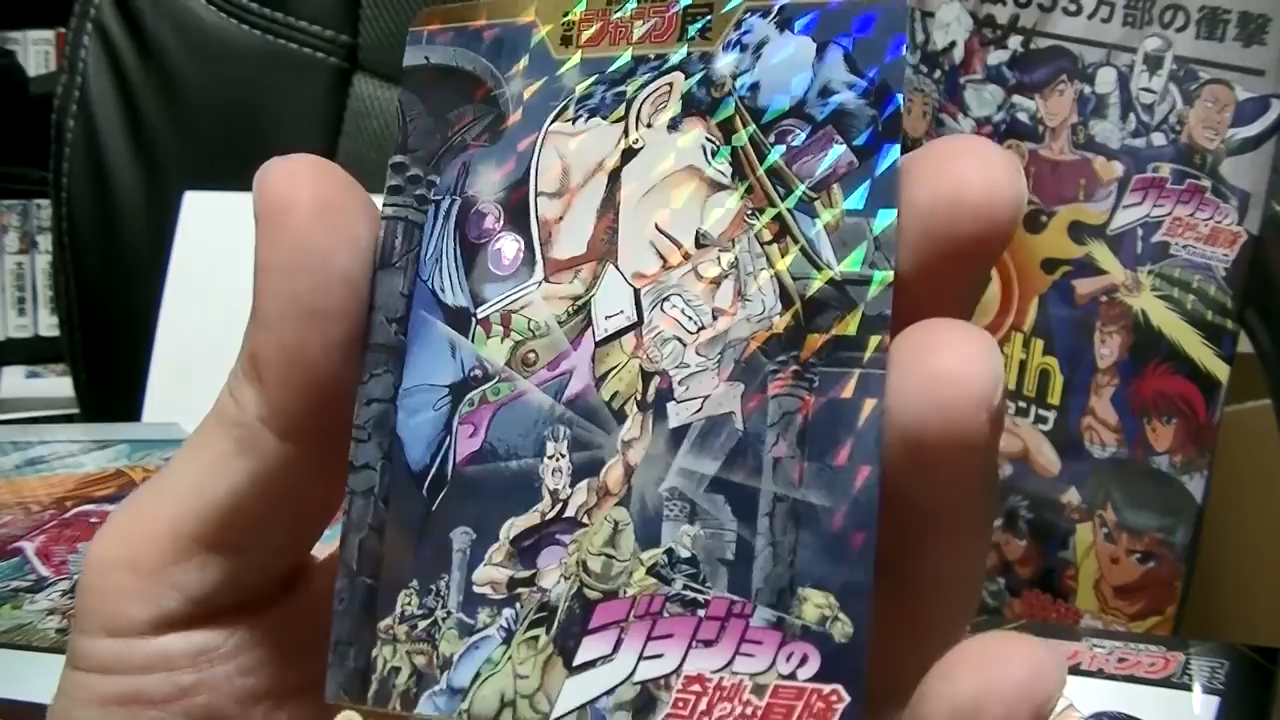 少年ジャンプ展
533万部の衝撃
ジョジョの
奇妙な冒険
th
ャンプ
ジョジョの
奇妙な冒険
ジャンプ展